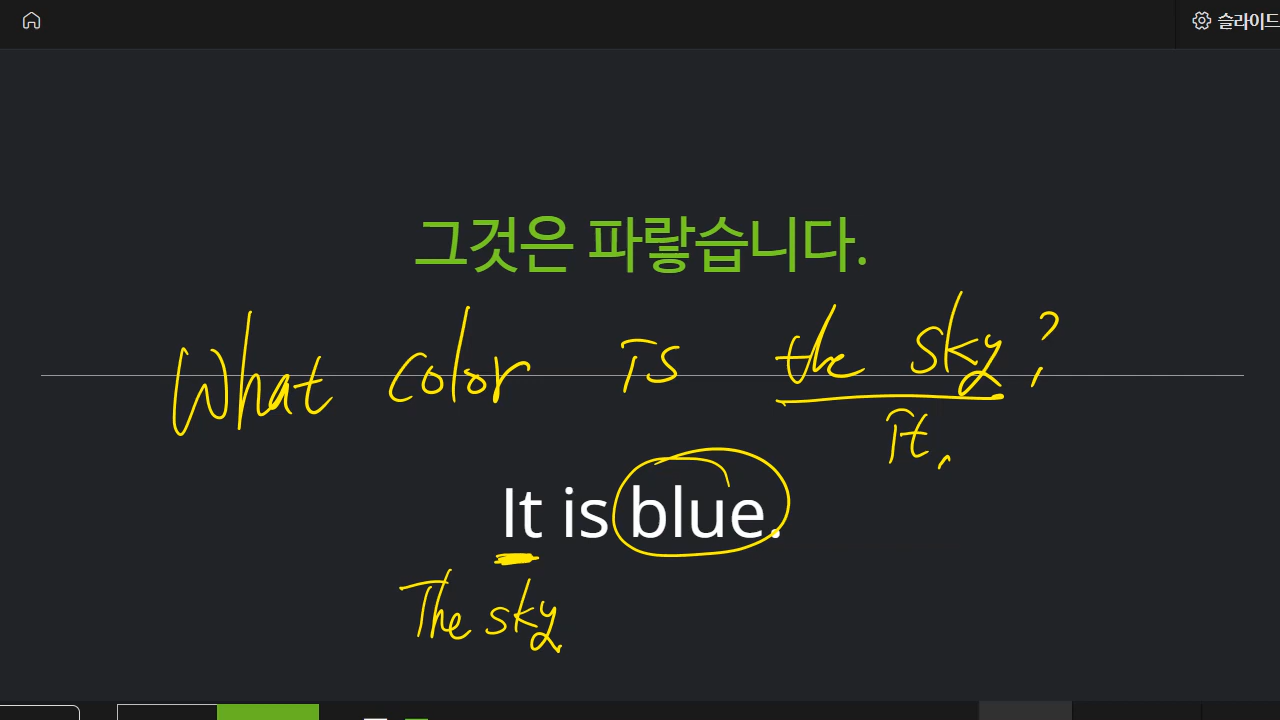 슬라이드
그것은 파랗습니다.
What color is the sky?
it,
It is blue.
The sky